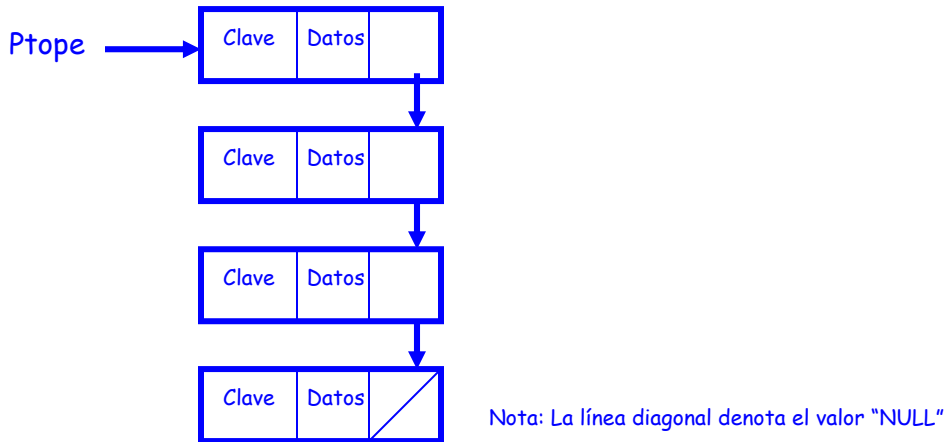 Ptope
Clave Datos
Clave Datos
Clave Datos
Clave Datos
Nota: La línea diagonal denota el valor “NULL”